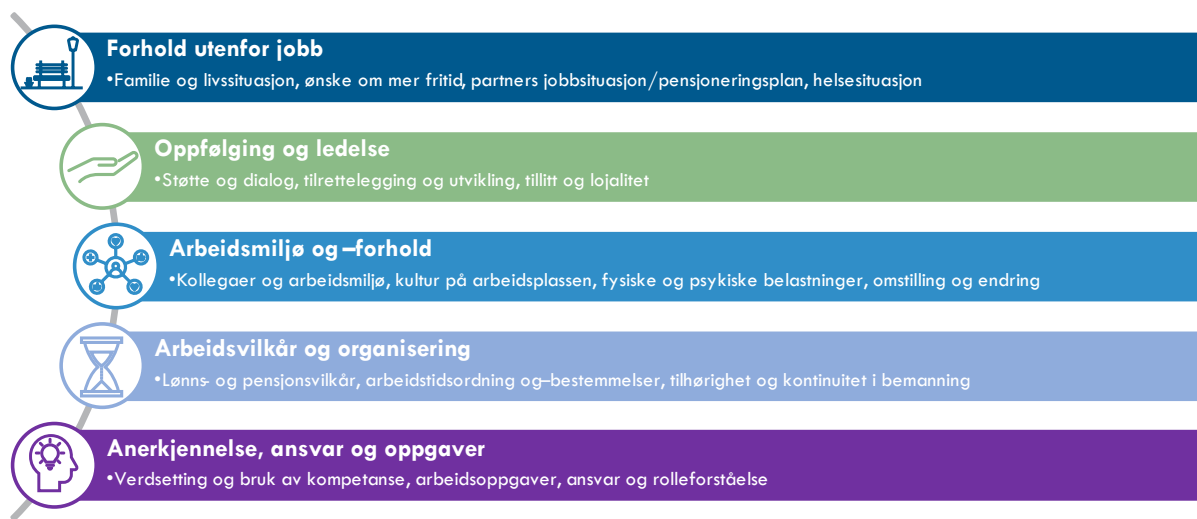 Forhold utenfor jobb
•Familie og livssituasjon, ønske om mer fritid, partners jobbsituasjon/pensjoneringsplan, helsesituasjon
Oppfølging og ledelse
•Støtte og dialog, tilrettelegging og utvikling, tillitt og lojalitet
Arbeidsmiljø og –forhold
•Kollegaer og arbeidsmiljø, kultur på arbeidsplassen, fysiske og psykiske belastninger, omstilling og endring
Arbeidsvilkår og organisering
•Lønns- og pensjonsvilkår, arbeidstidsordning og–bestemmelser, tilhørighet og kontinuitet i bemanning
Anerkjennelse, ansvar og oppgaver
•Verdsetting og bruk av kompetanse, arbeidsoppgaver, ansvar og rolleforståelse